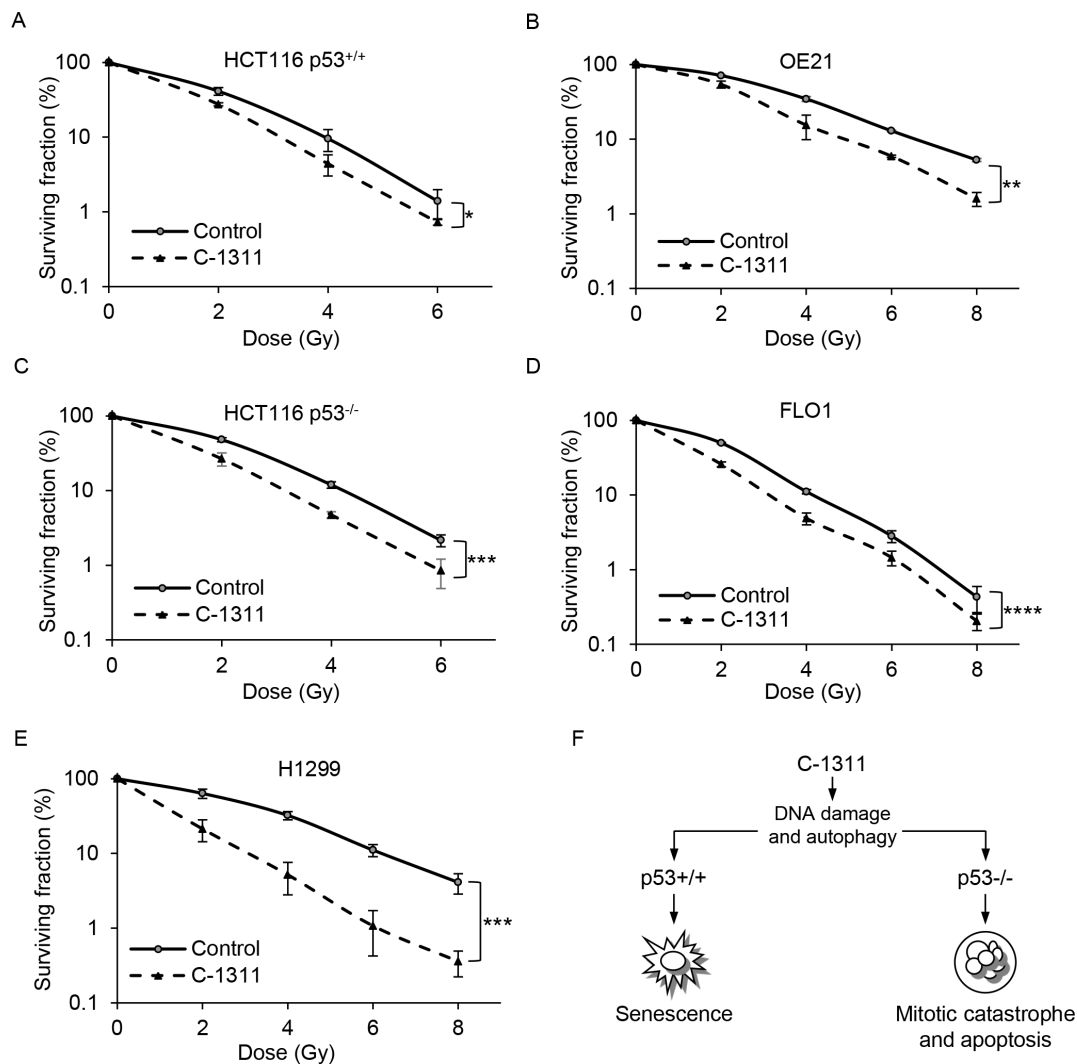 A
HCT116 p53+/+
Surviving fraction (%)
100
10
1
0.1
Control
C-1311
*
0 2 4 6
Dose (Gy)
B
OE21
Surviving fraction (%)
100
10
1
0.1
Control
C-1311
**
0 2 4 6 8
Dose (Gy)
C
HCT116 p53-/-
Surviving fraction (%)
100
10
1
0.1
Control
C-1311
***
0 2 4 6
Dose (Gy)
D
FLO1
Surviving fraction (%)
100
10
1
0.1
Control
C-1311
****
0 2 4 6 8
Dose (Gy)
E
H1299
Surviving fraction (%)
100
10
1
0.1
Control
C-1311
***
0 2 4 6 8
Dose (Gy)
F
C-1311
DNA damage
and autophagy
p53+/+ p53-/-
Senescence
Mitotic catastrophe
and apoptosis